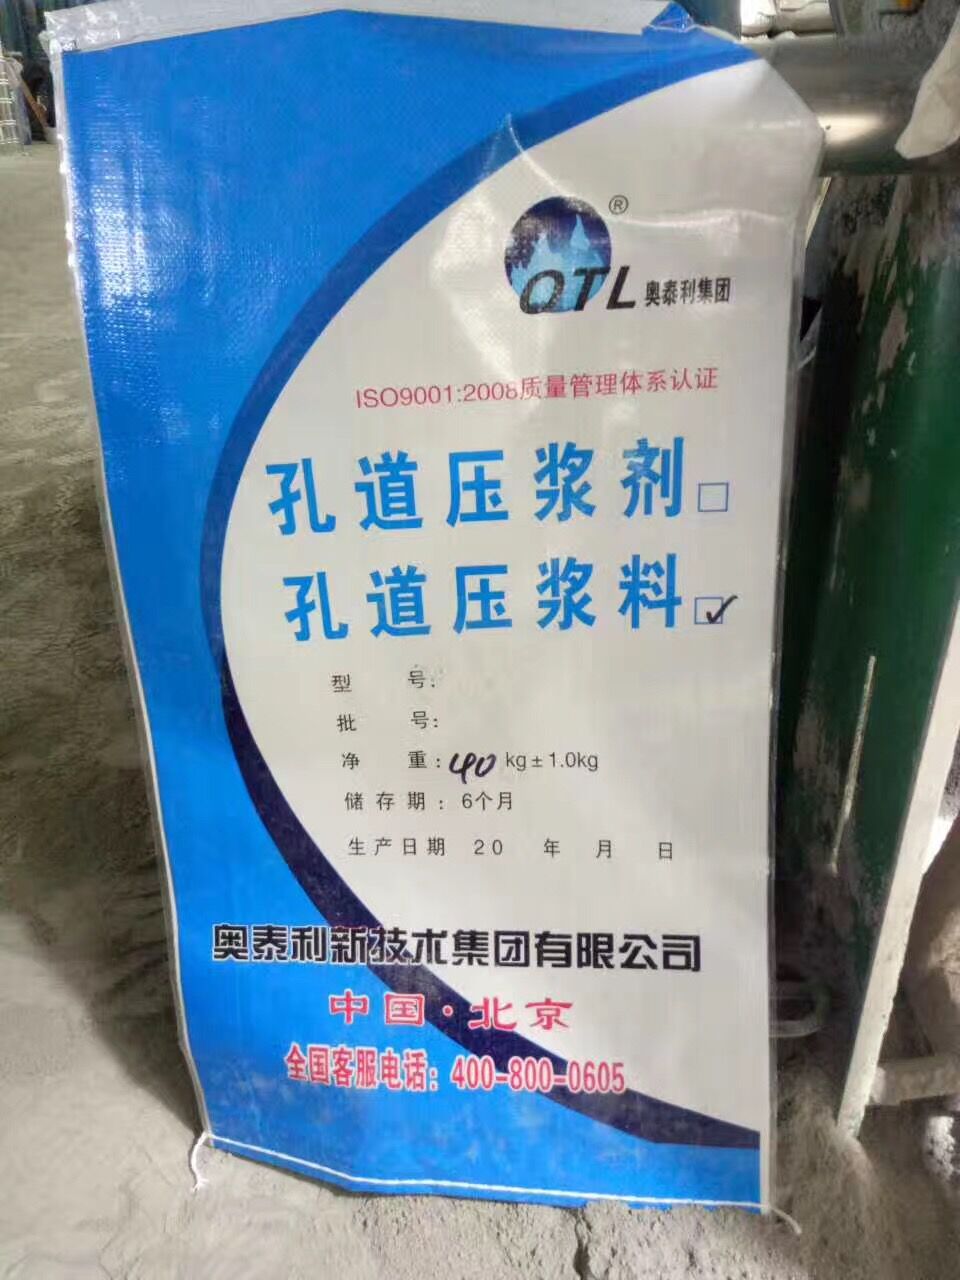 ®
QTL 奥泰利集团
ISO9001:2008质量管理体系认证
孔道压浆剂□
孔道压浆料□✓
型 号:
批 号:
净 重: 40 kg±1.0kg
储存期: 6个月
生产日期 20 年 月 日
奥泰利新技术集团有限公司
中国·北京
全国客服电话: 400-800-0605